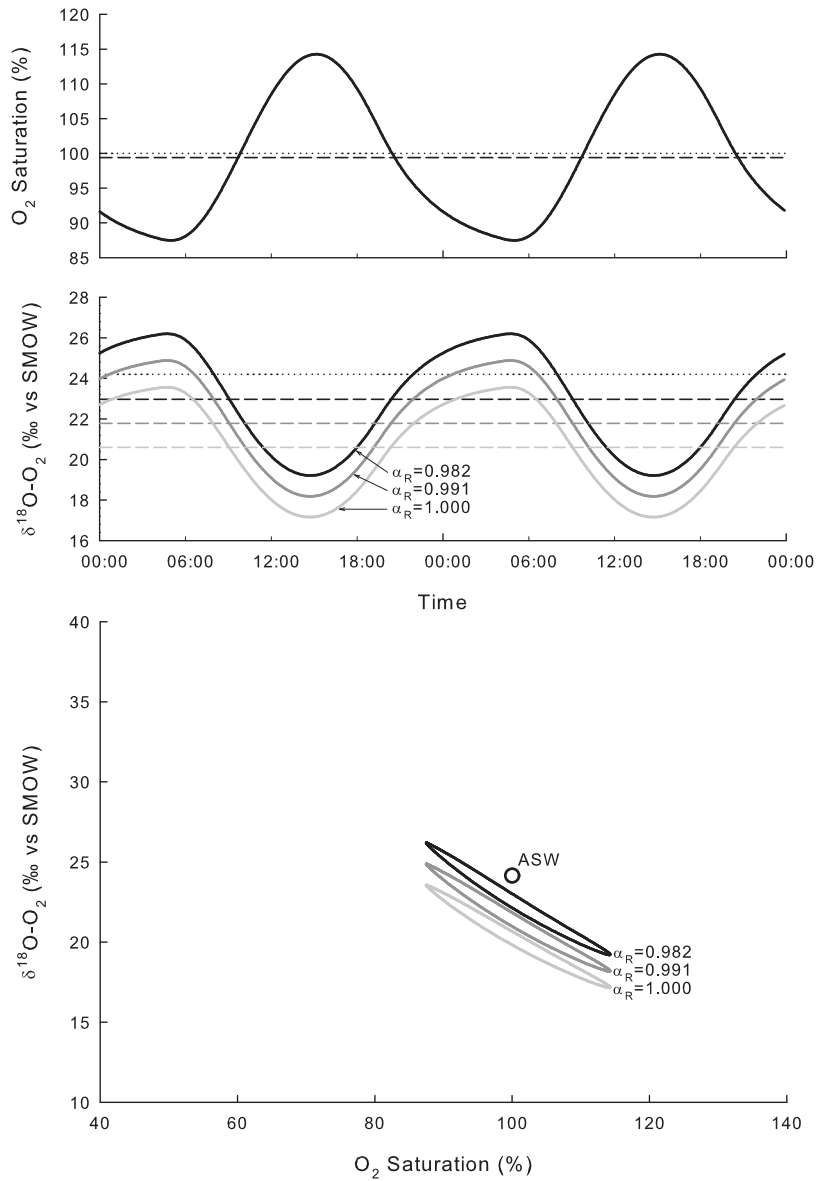 O2 Saturation (%)
120
115
110
105
100
95
90
85
δ18O-O2 (‰ vs SMOW)
28
26
24
22
20
18
16
αR=0.982
αR=0.991
αR=1.000
00:00 06:00 12:00 18:00 00:00 06:00 12:00 18:00 00:00
Time
δ18O-O2 (‰ vs SMOW)
40
35
30
25
20
15
10
ASW
αR=0.982
αR=0.991
αR=1.000
40 60 80 100 120 140
O2 Saturation (%)